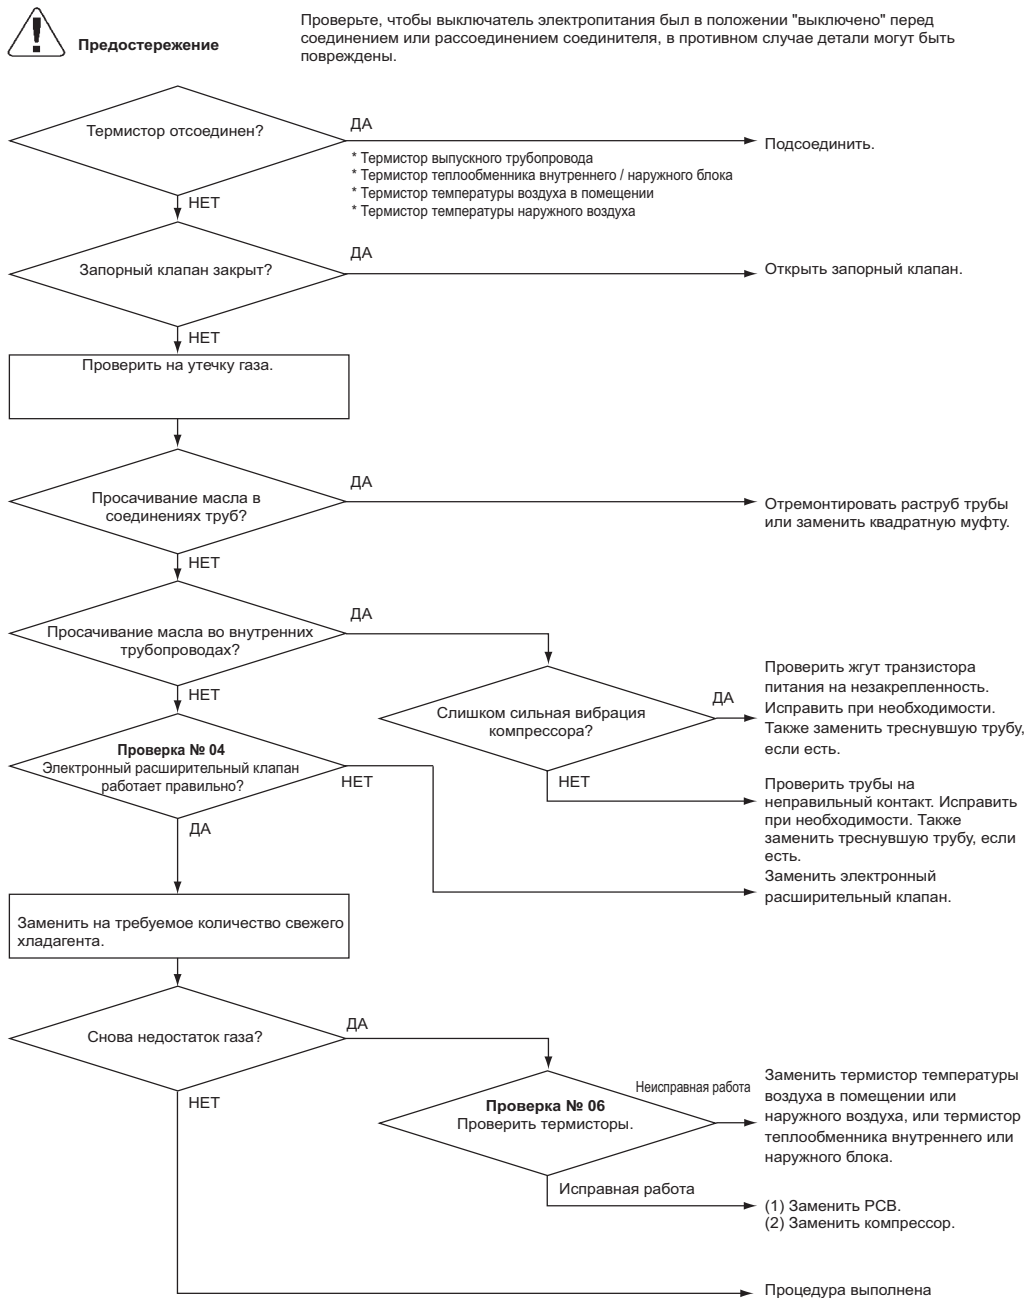 Предостережение
Проверьте, чтобы выключатель электропитания был в положении "выключено" перед
соединением или рассоединением соединителя, в противном случае детали могут быть
повреждены.
Термистор отсоединен?
ДА
Подсоединить.
* Термистор выпускного трубопровода
* Термистор теплообменника внутреннего / наружного блока
* Термистор температуры воздуха в помещении
* Термистор температуры наружного воздуха
НЕТ
Запорный клапан закрыт?
ДА
Открыть запорный клапан.
НЕТ
Проверить на утечку газа.
Просачивание масла в
соединениях труб?
ДА
Отремонтировать раструб трубы
или заменить квадратную муфту.
НЕТ
Просачивание масла во внутренних
трубопроводах?
ДА
Слишком сильная вибрация
компрессора?
ДА
Проверить жгут транзистора
питания на незакрепленность.
Исправить при необходимости.
Также заменить треснувшую трубу,
если есть.
НЕТ
Проверить трубы на
неправильный контакт. Исправить
при необходимости. Также
заменить треснувшую трубу, если
есть.
НЕТ
Проверка № 04
Электронный расширительный клапан
работает правильно?
НЕТ
Заменить электронный
расширительный клапан.
ДА
Заменить на требуемое количество свежего
хладагента.
Снова недостаток газа?
ДА
Проверка № 06
Проверить термисторы.
Неисправная работа
Заменить термистор температуры
воздуха в помещении или
наружного воздуха, или термистор
теплообменника внутреннего или
наружного блока.
Исправная работа
(1) Заменить PCB.
(2) Заменить компрессор.
НЕТ
Процедура выполнена